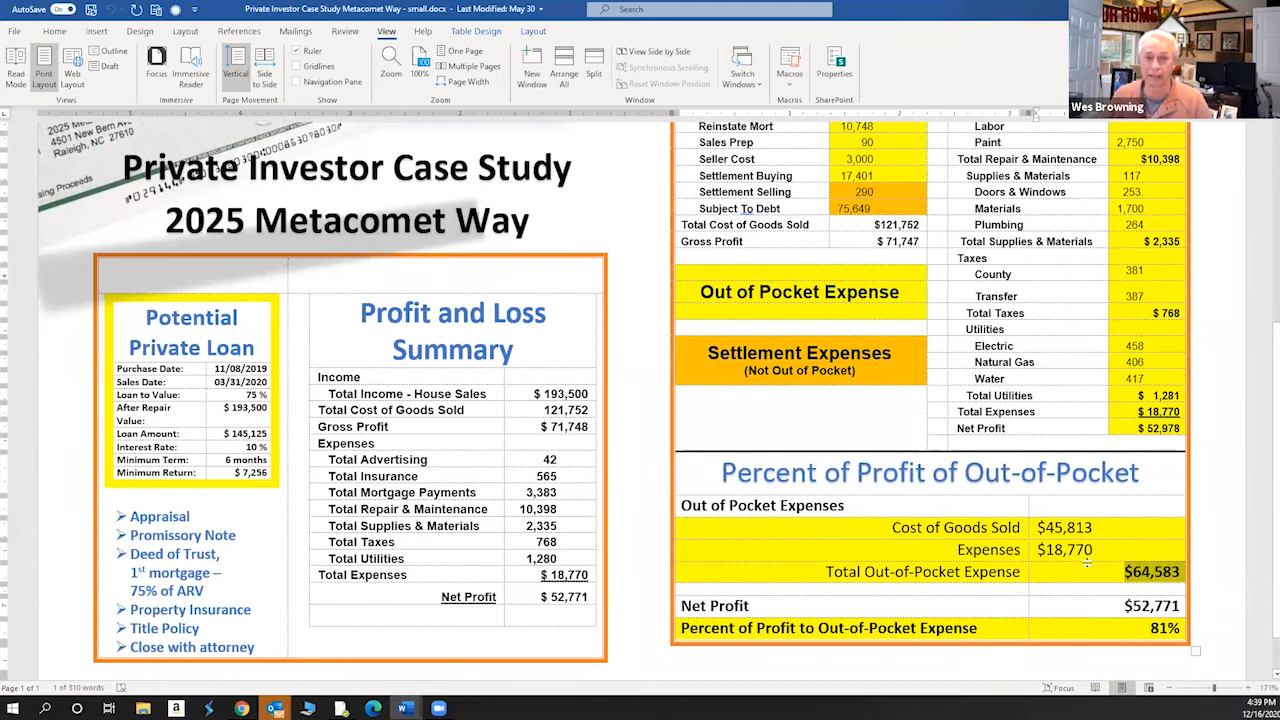 AutoSave On
Private Investor Case Study Metacomet Way - small.docx - Last Modified: May 30
Search
File Home Insert Draw Design Layout References Mailings Review View Help Table Design Layout
Read Mode
Print Layout
Web Layout
Outline
Draft
Views
Focus
Immersive Reader
Immersive
Vertical
Side to Side
Page Movement
Ruler
Gridlines
Navigation Pane
Show
Zoom
100%
One Page
Multiple Pages
Page Width
Zoom
New Window
Arrange All
Split
View Side by Side
Synchronous Scrolling
Reset Window Position
Window
Switch Windows
Macros
Macros
Properties
SharePoint
UR HOME
Wes Browning
4501 New Bern Ave
Raleigh, NC 27610
Private Investor Case Study
2025 Metacomet Way
Potential
Private Loan
Purchase Date: 11/08/2019
Sales Date: 03/31/2020
Loan to Value: 75 %
After Repair Value: $ 193,500
Loan Amount: $ 145,125
Interest Rate: 10 %
Minimum Term: 6 months
Minimum Return: $ 7,256
Appraisal
Promissory Note
Deed of Trust,
1st mortgage –
75% of ARV
Property Insurance
Title Policy
Close with attorney
Profit and Loss
Summary
Income
Total Income - House Sales $ 193,500
Total Cost of Goods Sold 121,752
Gross Profit $ 71,748
Expenses
Total Advertising 42
Total Insurance 565
Total Mortgage Payments 3,383
Total Repair & Maintenance 10,398
Total Supplies & Materials 2,335
Total Taxes 768
Total Utilities 1,280
Total Expenses $ 18,770
Net Profit $ 52,771
Reinstate Mort 10,748
Sales Prep 90
Seller Cost 3,000
Settlement Buying 17,401
Settlement Selling 290
Subject To Debt 75,649
Total Cost of Goods Sold $121,752
Gross Profit $ 71,747
Out of Pocket Expense
Settlement Expenses
(Not Out of Pocket)
Labor
Paint 2,750
Total Repair & Maintenance $10,398
Supplies & Materials 117
Doors & Windows 253.
Materials 1,700
Plumbing 264
Total Supplies & Materials $ 2,335
Taxes
County 381
Transfer 387
Total Taxes $ 768
Utilities
Electric 458
Natural Gas 406
Water 417
Total Utilities $ 1,281
Total Expenses $ 18,770
Net Profit $ 52,978
Percent of Profit of Out-of-Pocket
Out of Pocket Expenses
Cost of Goods Sold $45,813
Expenses $18,770
Total Out-of-Pocket Expense $64,583
Net Profit $52,771
Percent of Profit to Out-of-Pocket Expense 81%
Page 1 of 1 1 of 310 words
Focus
171%
4:39 PM
12/16/2020